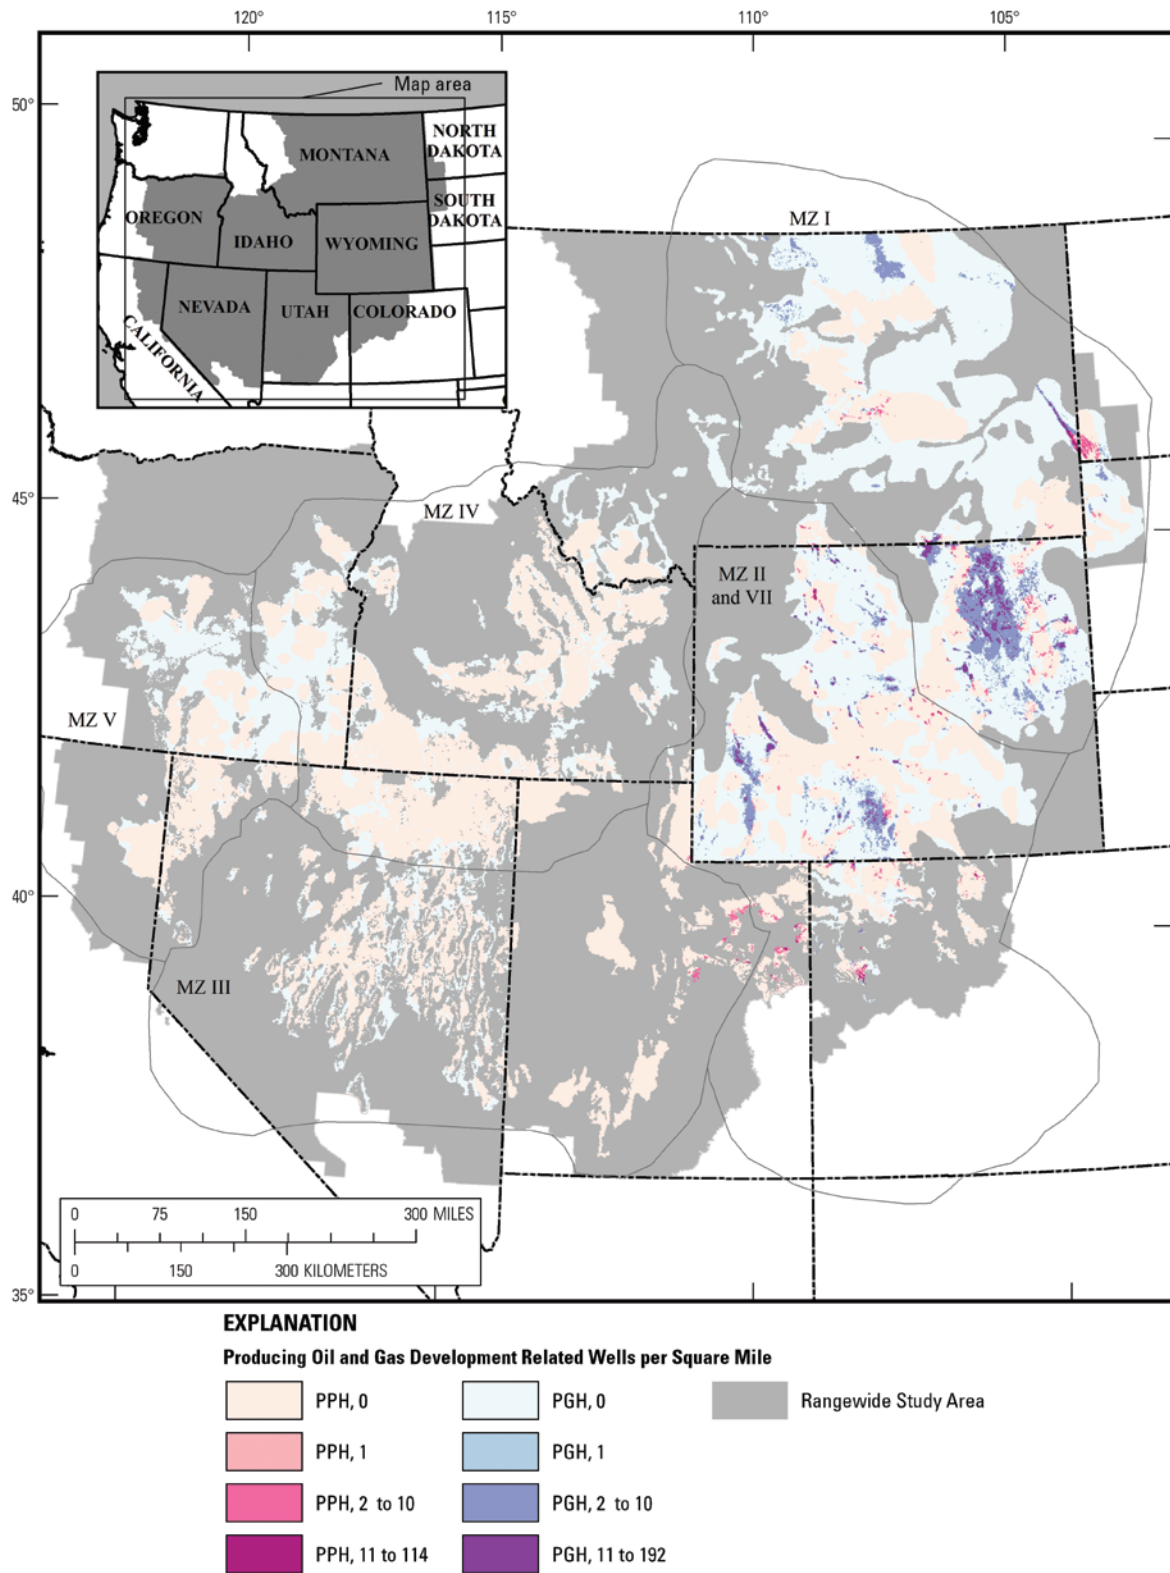 120°
115°
110°
105°
50°
45°
40°
35°
Map area
NORTH
DAKOTA
MONTANA
SOUTH
DAKOTA
OREGON
IDAHO
WYOMING
NEVADA
UTAH
COLORADO
CALIFORNIA
MZ I
MZ IV
MZ II
and VII
MZ V
MZ III
0 75 150 300 MILES
0 150 300 KILOMETERS
EXPLANATION
Producing Oil and Gas Development Related Wells per Square Mile
PPH, 0 PGH, 0 Rangewide Study Area
PPH, 1 PGH, 1
PPH, 2 to 10 PGH, 2 to 10
PPH, 11 to 114 PGH, 11 to 192